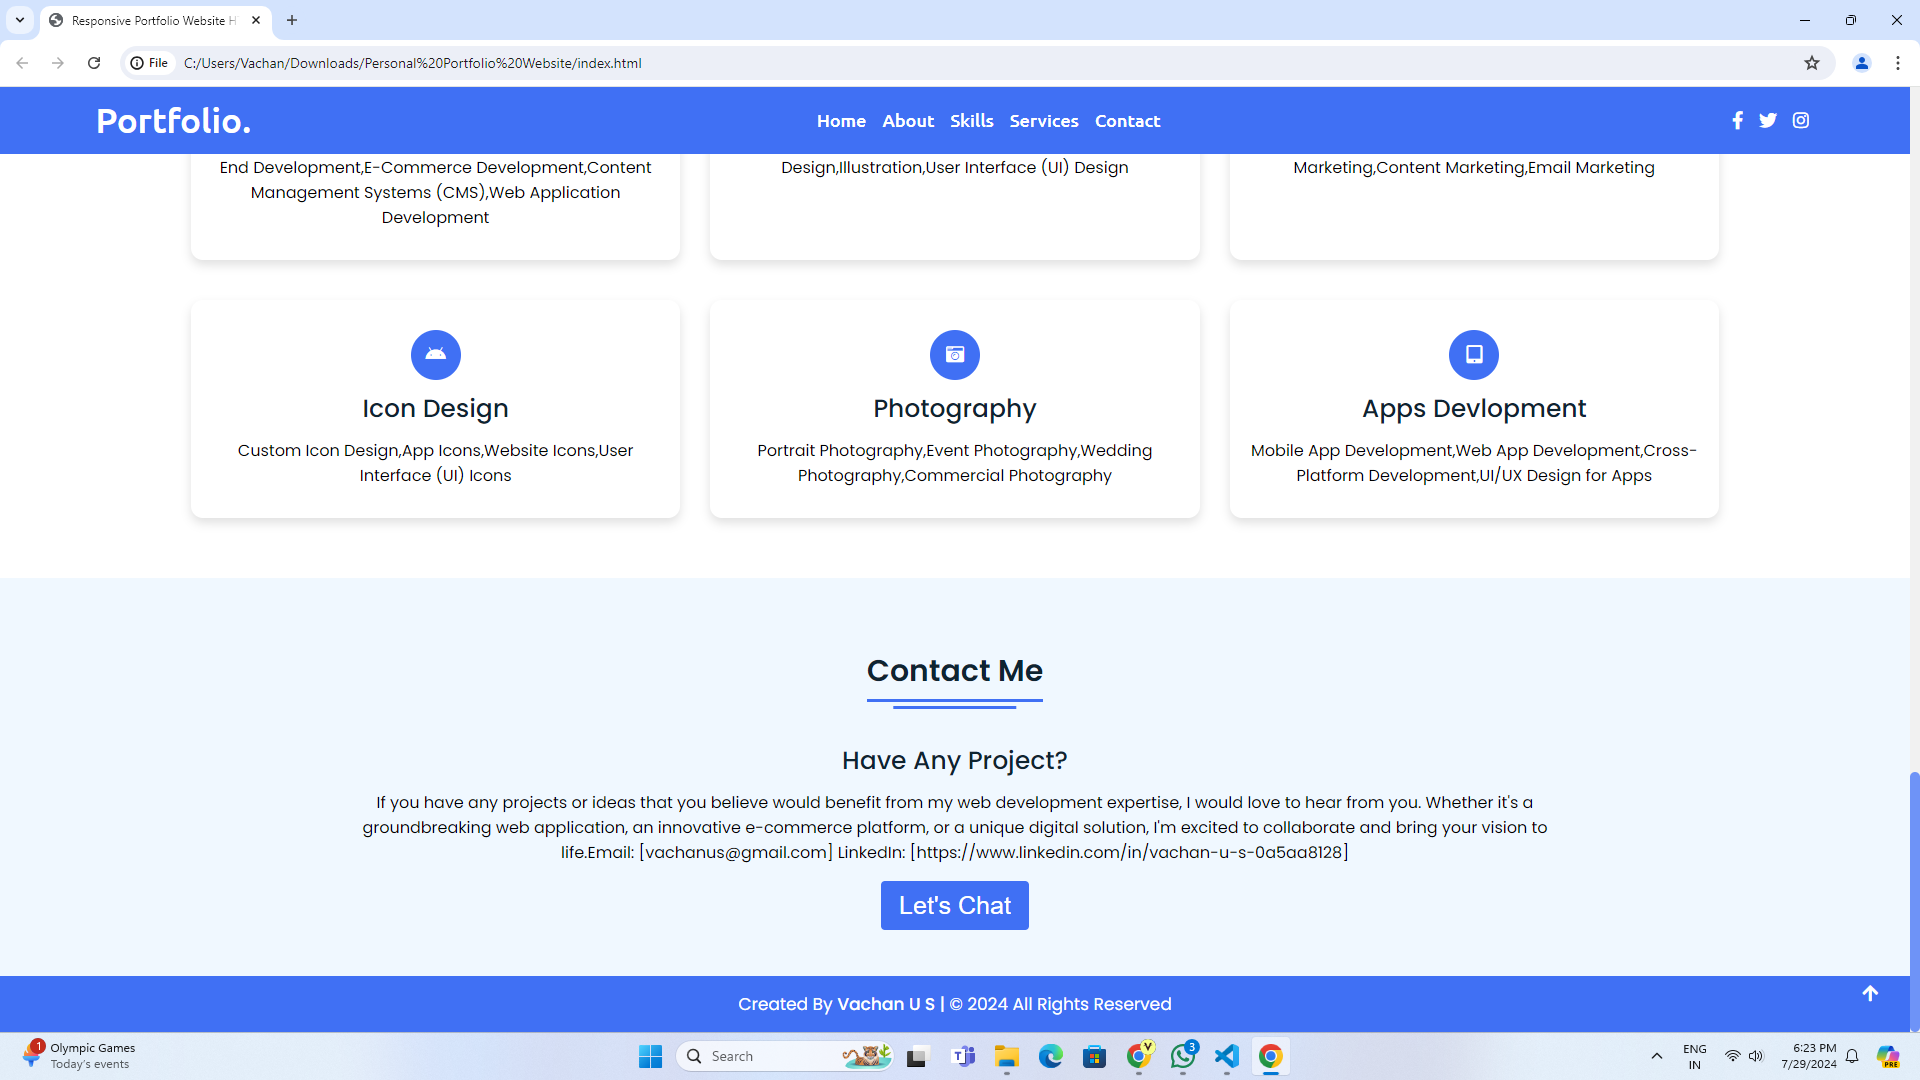 Responsive Portfolio Website H
File
C:/Users/Vachan/Downloads/Personal%20Portfolio%20Website/index.html
Portfolio.
Home About Skills Services Contact
End Development,E-Commerce Development,Content
Management Systems (CMS),Web Application
Development
Design,Illustration,User Interface (UI) Design
Marketing,Content Marketing,Email Marketing
Icon Design
Custom Icon Design,App Icons,Website Icons,User
Interface (UI) Icons
Photography
Portrait Photography,Event Photography,Wedding
Photography,Commercial Photography
Apps Devlopment
Mobile App Development,Web App Development,Cross-
Platform Development,UI/UX Design for Apps
Contact Me
Have Any Project?
If you have any projects or ideas that you believe would benefit from my web development expertise, I would love to hear from you. Whether it's a
groundbreaking web application, an innovative e-commerce platform, or a unique digital solution, I'm excited to collaborate and bring your vision to
life.Email: [vachanus@gmail.com] LinkedIn: [https://www.linkedin.com/in/vachan-u-s-0a5aa8128]
Let's Chat
Created By Vachan U S | © 2024 All Rights Reserved
1
Olympic Games
Today's events
Search
T
V
3
ENG
IN
6:23 PM
7/29/2024
PRE